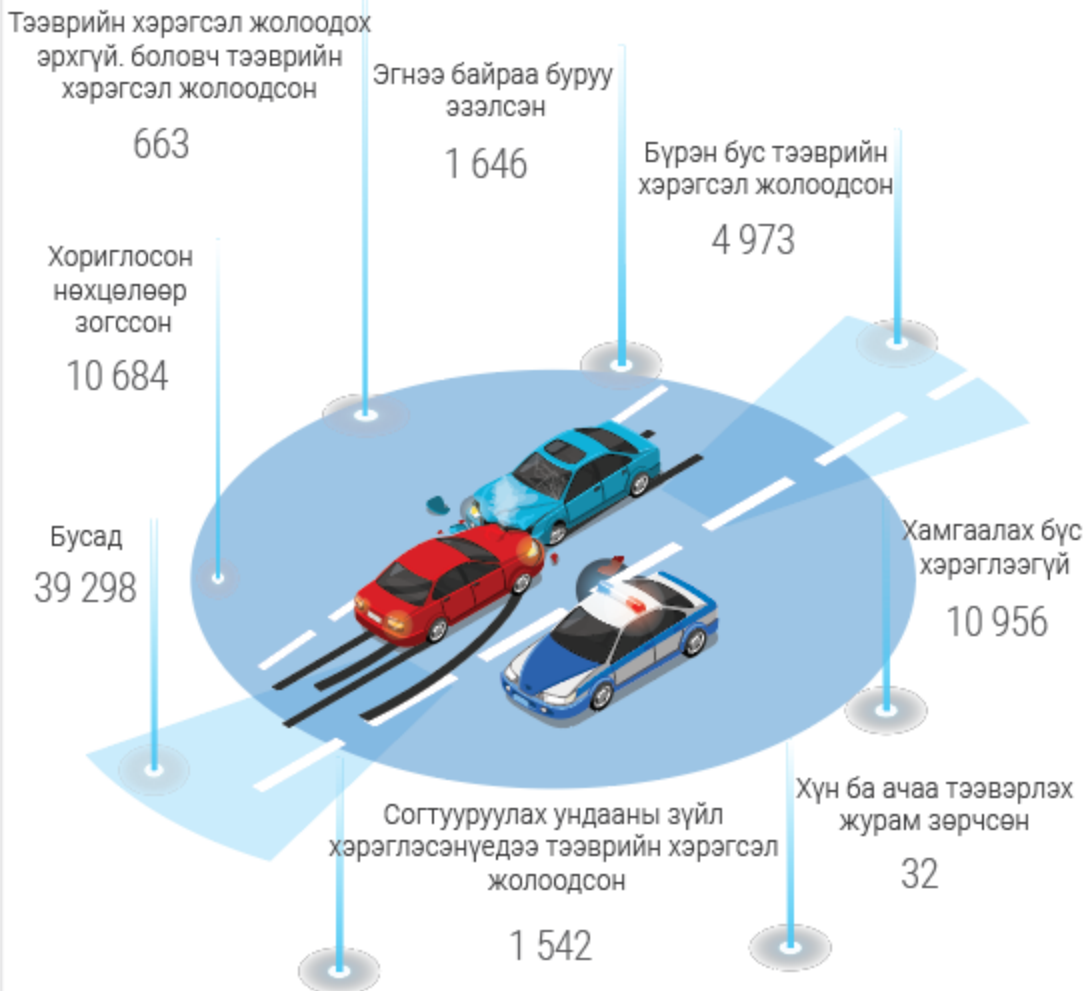 Тээврийн хэрэгсэл жолоодох
эрхгүй. боловч тээврийн
хэрэгсэл жолоодсон
663
Эгнээ байраа буруу
эзэлсэн
1 646
Бүрэн бус тээврийн
хэрэгсэл жолоодсон
4 973
Хориглосон
нөхцөлөөр
зогссон
10 684
Бусад
39 298
Хамгаалах бүс
хэрэглээгүй
10 956
Согтууруулах ундааны зүйл
хэрэглэсэнүедээ тээврийн хэрэгсэл
жолоодсон
1 542
Хүн ба ачаа тээвэрлэх
журам зөрчсөн
32